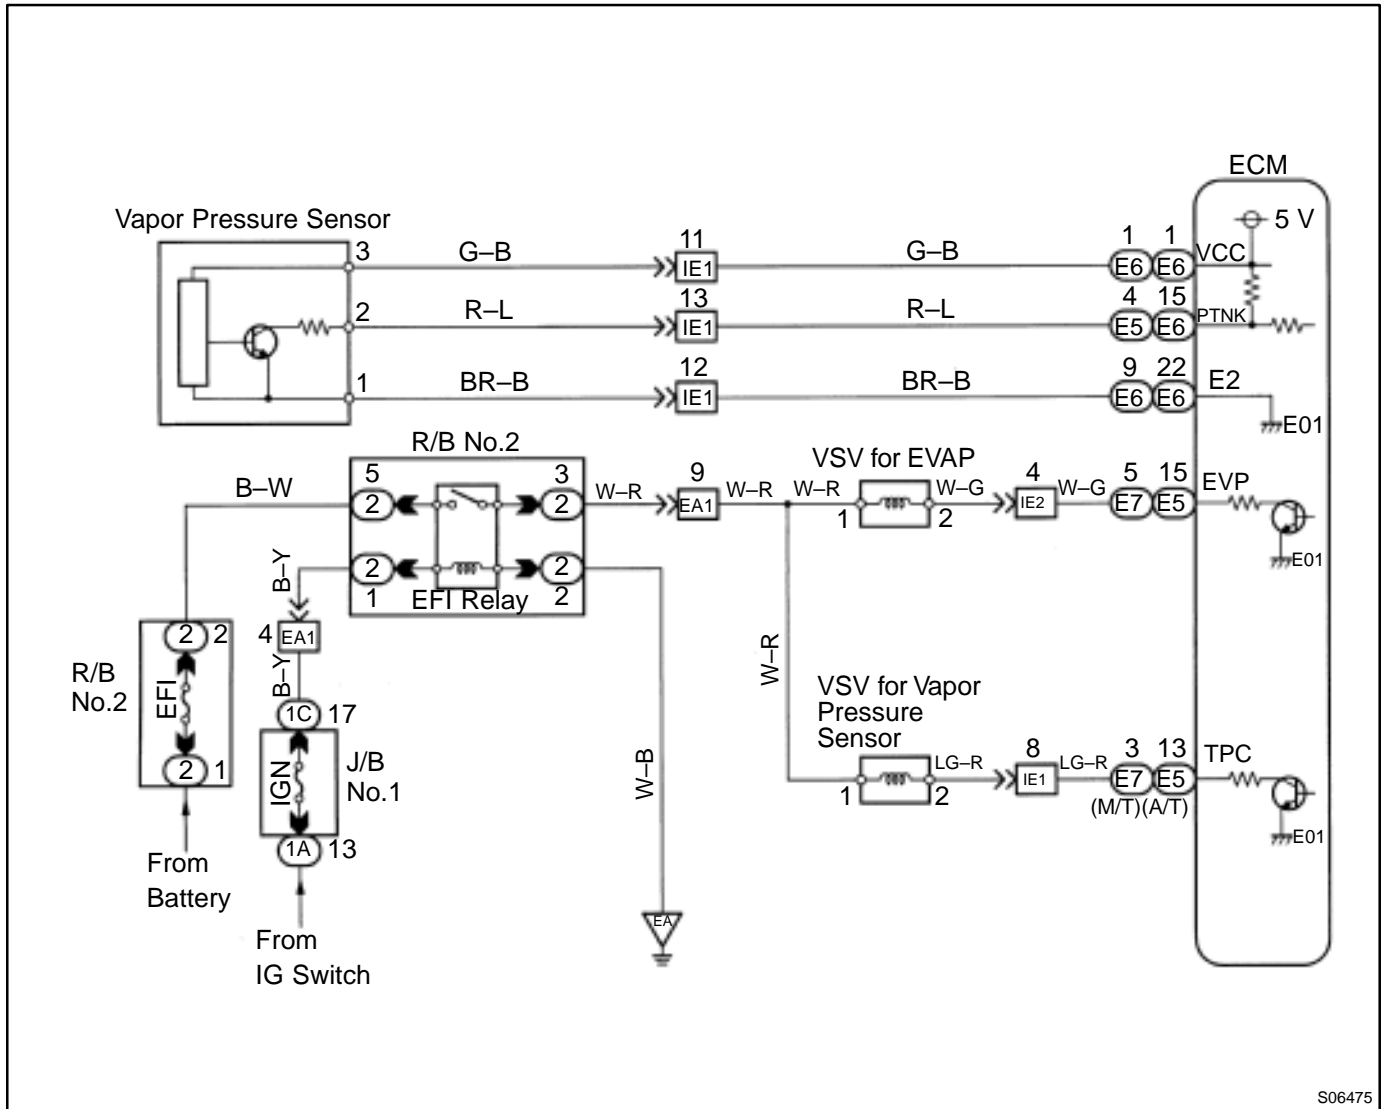 ECM
5 V
Vapor Pressure Sensor
3 G–B 11 IE1 G–B 1 1 E6 E6 VCC
2 R–L 13 IE1 R–L 4 15 E5 E6 PTNK
1 BR–B 12 IE1 BR–B 9 22 E6 E6 E2
E01
R/B No.2
VSV for EVAP
B–W 5 2 3 2 W–R 9 EA1 W–R W–R 1 2 W–G 4 IE2 W–G 5 15 E7 E5 EVP
E01
B–Y 2 1 2 2
EFI Relay
4 EA1
B–Y
R/B
No.2
2 2
EFI
2 1
1C 17
IGN
J/B
No.1
1A 13
W–B
W–R
VSV for Vapor
Pressure
Sensor
1 2 LG–R 8 IE1 LG–R 3 13 E7 E5 TPC
(M/T) (A/T)
E01
From
Battery
From
IG Switch
EA
S06475